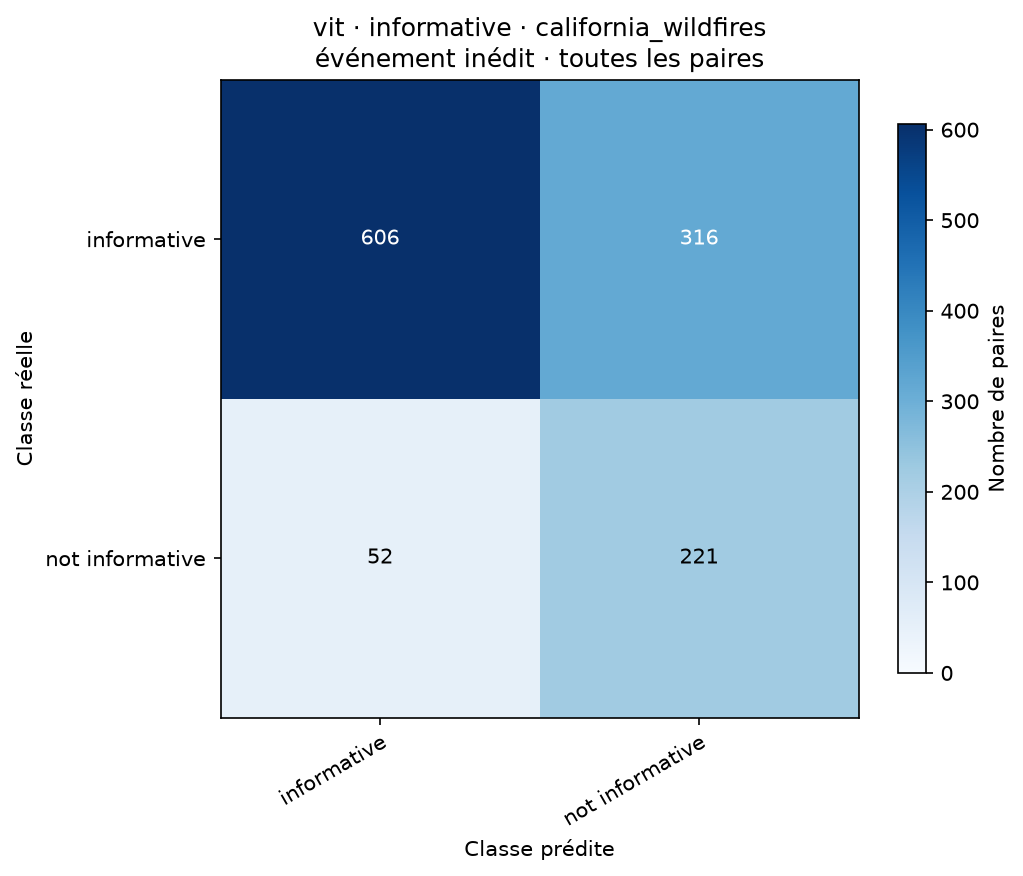 vit · informative · california_wildfires
événement inédit · toutes les paires
Classe réelle
informative
606
316
not informative
52
221
informative
not informative
Classe prédite
600
500
400
300
200
100
0
Nombre de paires